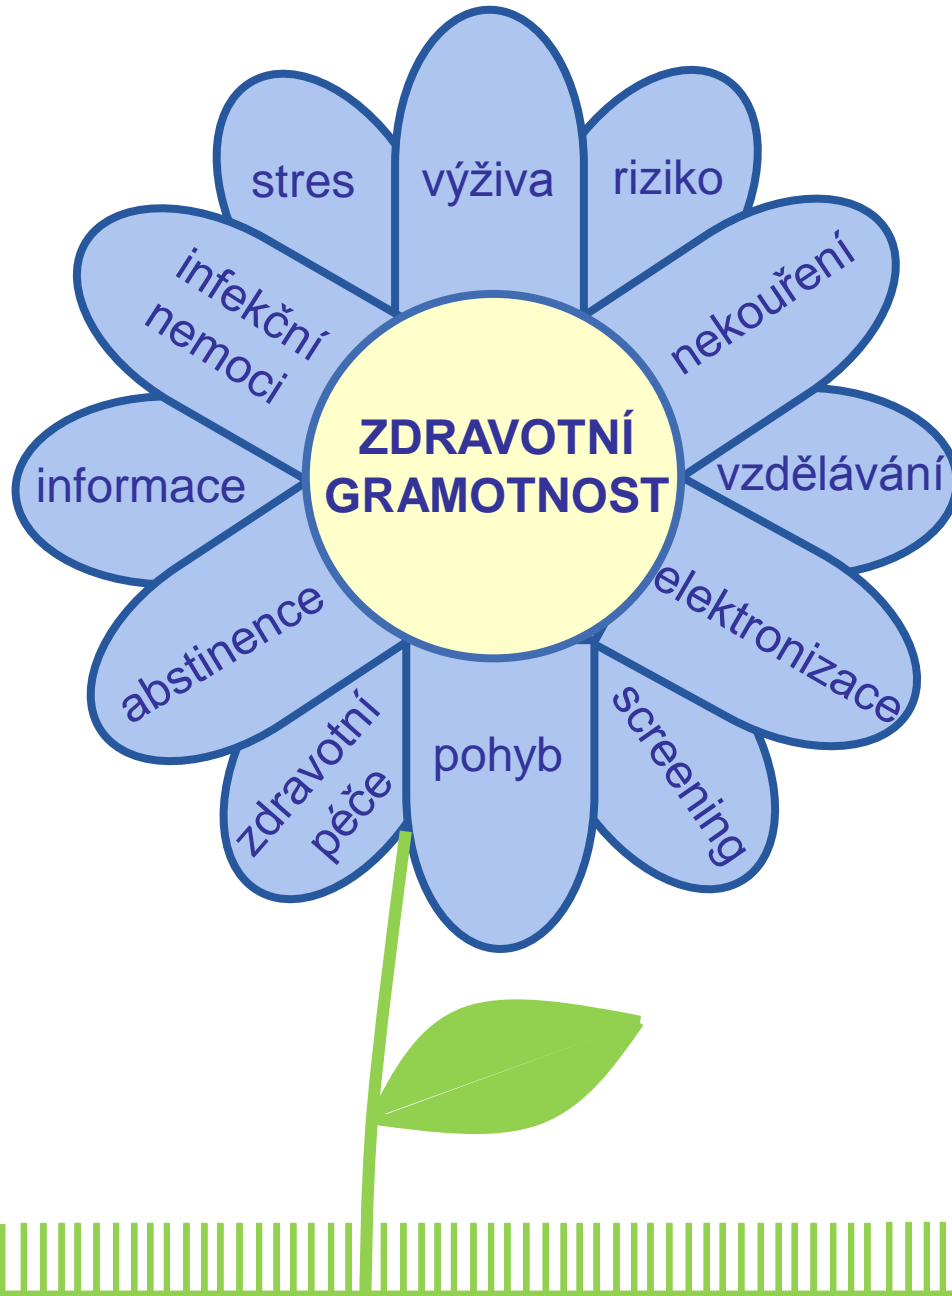 stres
výživa
riziko
infekční
nemoci
nekouření
ZDRAVOTNÍ
GRAMOTNOST
informace
vzdělávání
abstinence
elektronizace
zdravotní
péče
pohyb
screening